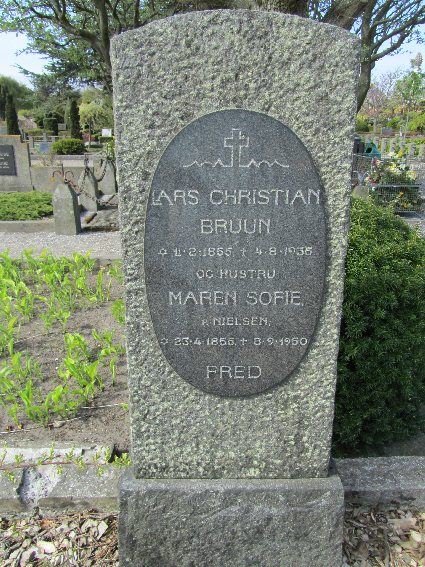 LARS CHRISTIAN
BRUUN
* 11·2·1855 · + 4·8·1935
OG HUSTRU
MAREN SOFIE,
F. NIELSEN,
* 23·4·1855 · + 8·9·1950
FRED